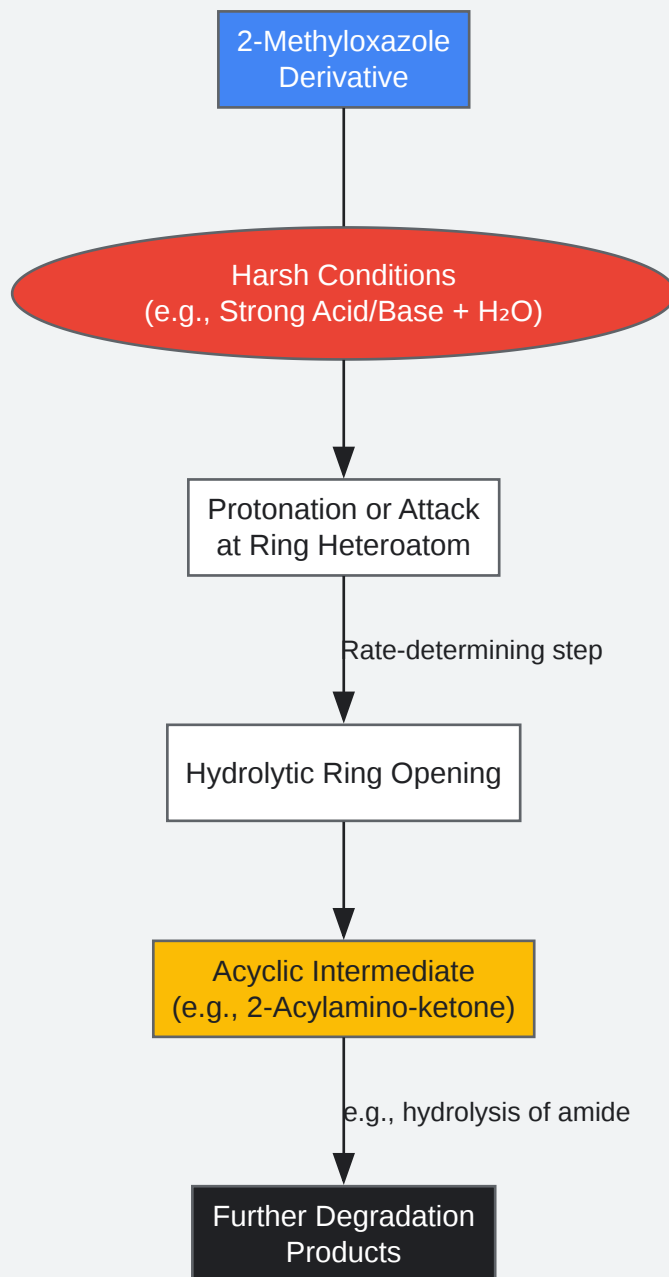 2-Methyloxazole
Derivative
Harsh Conditions
(e.g., Strong Acid/Base + H₂O)
Protonation or Attack
at Ring Heteroatom
Rate-determining step
Hydrolytic Ring Opening
Acyclic Intermediate
(e.g., 2-Acylamino-ketone)
e.g., hydrolysis of amide
Further Degradation
Products